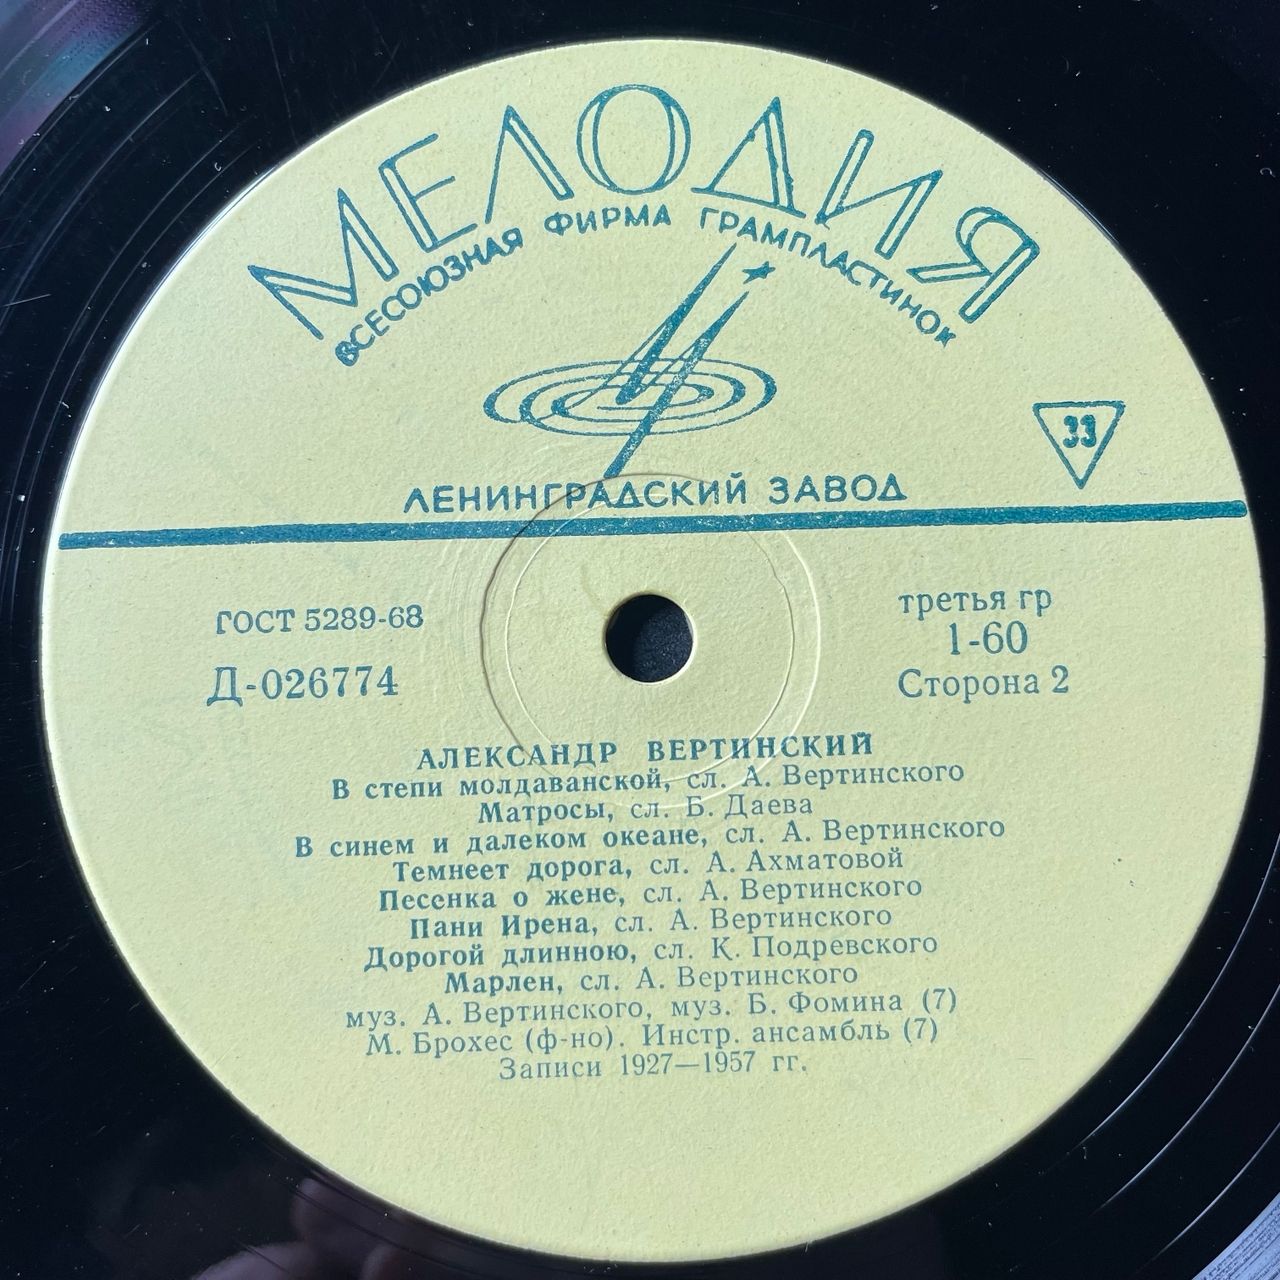 МЕЛОДИЯ
ВСЕСОЮЗНАЯ ФИРМА ГРАМПЛАСТИНОК
33
ЛЕНИНГРАДСКИЙ ЗАВОД
ГОСТ 5289-68
Д-026774
третья гр
1-60
Сторона 2
АЛЕКСАНДР ВЕРТИНСКИЙ
В степи молдаванской, сл. А. Вертинского
Матросы, сл. Б. Даева
В синем и далеком океане, сл. А. Вертинского
Темнеет дорога, сл. А. Ахматовой
Песенка о жене, сл. А. Вертинского
Пани Ирена, сл. А. Вертинского
Дорогой длинною, сл. К. Подревского
Марлен, сл. А. Вертинского
муз. А. Вертинского, муз. Б. Фомина (7)
М. Брохес (ф-но). Инстр. ансамбль (7)
Записи 1927—1957 гг.